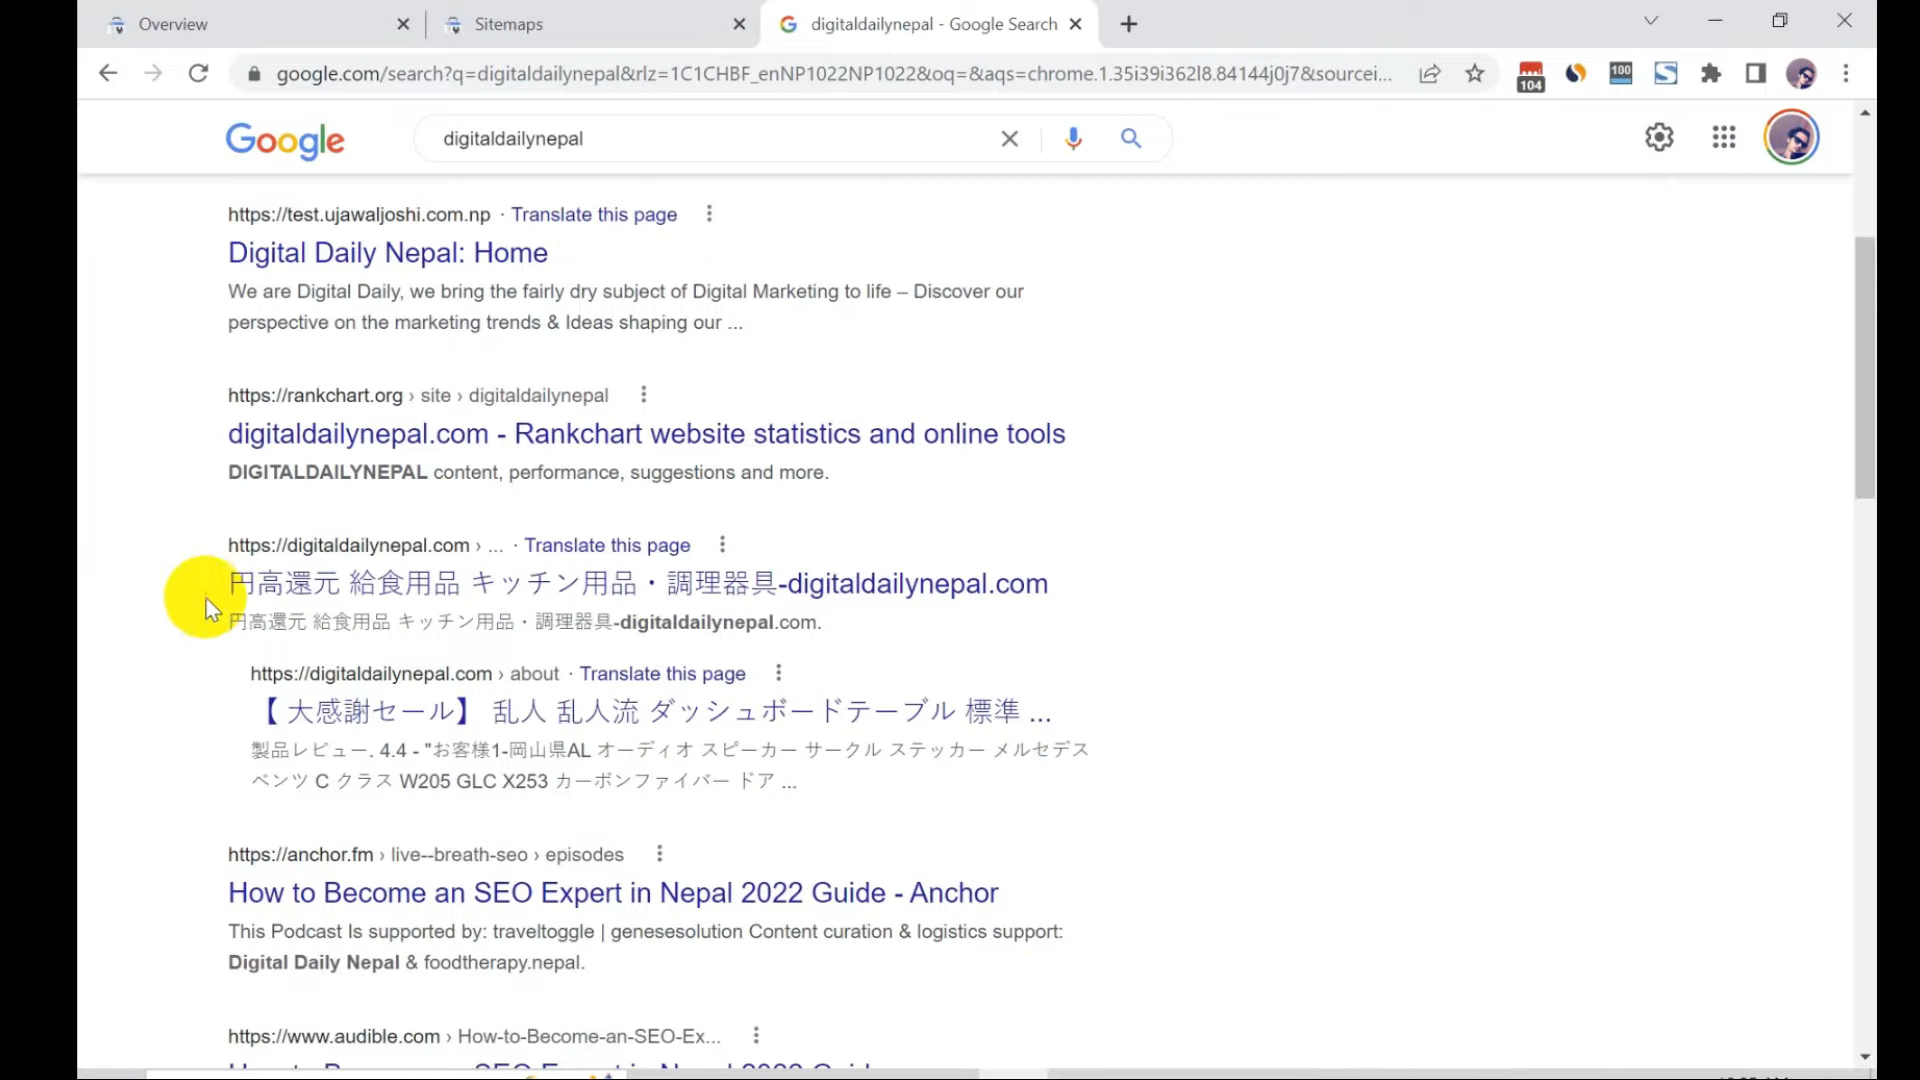 Overview
Sitemaps
digitaldailynepal - Google Search
google.com/search?q=digitaldailynepal&rlz=1C1CHBF_enNP1022NP1022&oq=&aqs=chrome.1.35i39i362l8.84144j0j7&sourcei...
104
100
Google
digitaldailynepal
https://test.ujawaljoshi.com.np · Translate this page
Digital Daily Nepal: Home
We are Digital Daily, we bring the fairly dry subject of Digital Marketing to life – Discover our
perspective on the marketing trends & Ideas shaping our ...
https://rankchart.org › site › digitaldailynepal
digitaldailynepal.com - Rankchart website statistics and online tools
DIGITALDAILYNEPAL content, performance, suggestions and more.
https://digitaldailynepal.com › ... · Translate this page
円高還元 給食用品 キッチン用品・調理器具-digitaldailynepal.com
円高還元 給食用品 キッチン用品・調理器具-digitaldailynepal.com.
https://digitaldailynepal.com › about · Translate this page
【 大感謝セール】 乱人 乱人流 ダッシュボードテーブル 標準 ...
製品レビュー. 4.4 - "お客様1-岡山県AL オーディオ スピーカー サークル ステッカー メルセデス
ベンツ C クラス W205 GLC X253 カーボンファイバー ドア ...
https://anchor.fm › live--breath-seo › episodes
How to Become an SEO Expert in Nepal 2022 Guide - Anchor
This Podcast Is supported by: traveltoggle | genesesolution Content curation & logistics support:
Digital Daily Nepal & foodtherapy.nepal.
https://www.audible.com › How-to-Become-an-SEO-Ex...